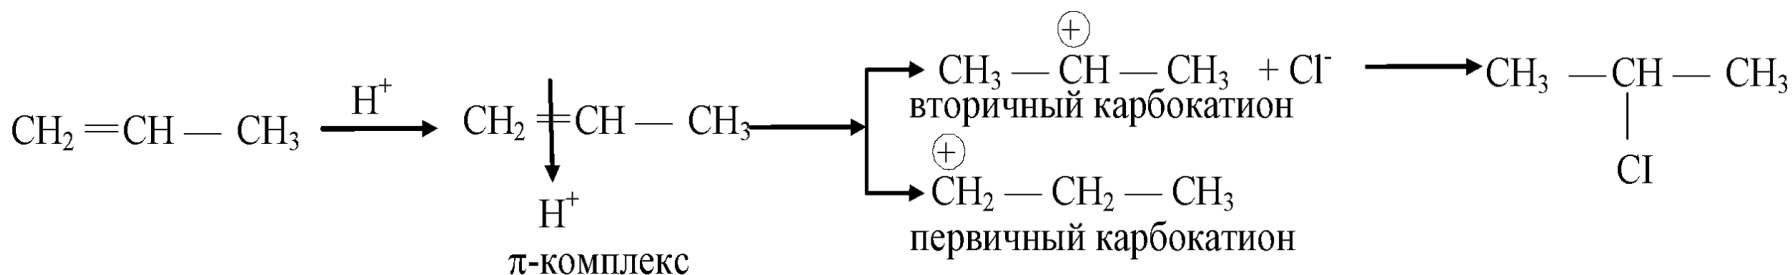 CH₂=CH — CH₃
H⁺
CH₂=CH — CH₃
H⁺
π-комплекс
⊕
CH₃ — CH — CH₃ + Cl⁻
вторичный карбокатион
⊕
CH₂ — CH₂ — CH₃
первичный карбокатион
CH₃ — CH — CH₃
Cl